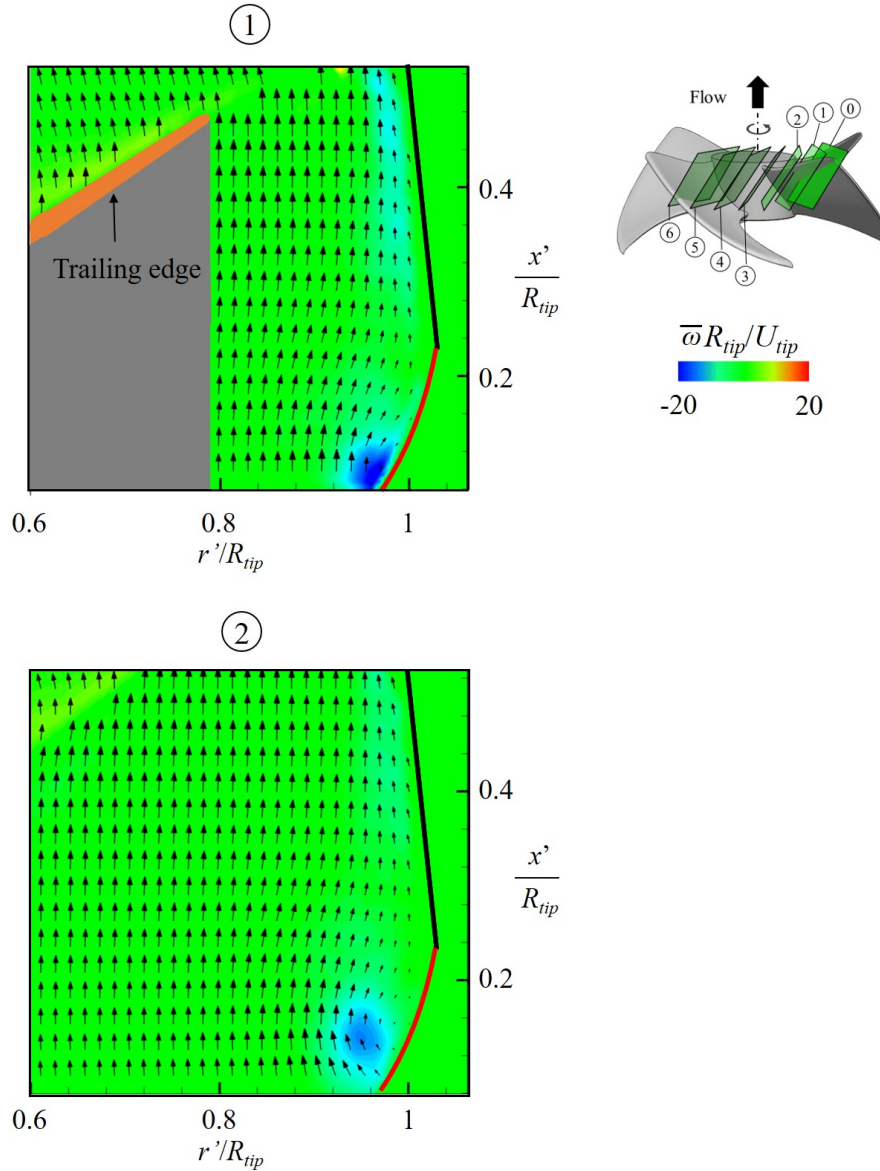 ①
Trailing edge
0.4
x’
R_tip
0.2
0.6 0.8 1
r’/R_tip
Flow
② ① ⓪
⑥ ⑤ ④ ③
ω̅ R_tip/U_tip
-20 20
②
0.4
x’
R_tip
0.2
0.6 0.8 1
r’/R_tip